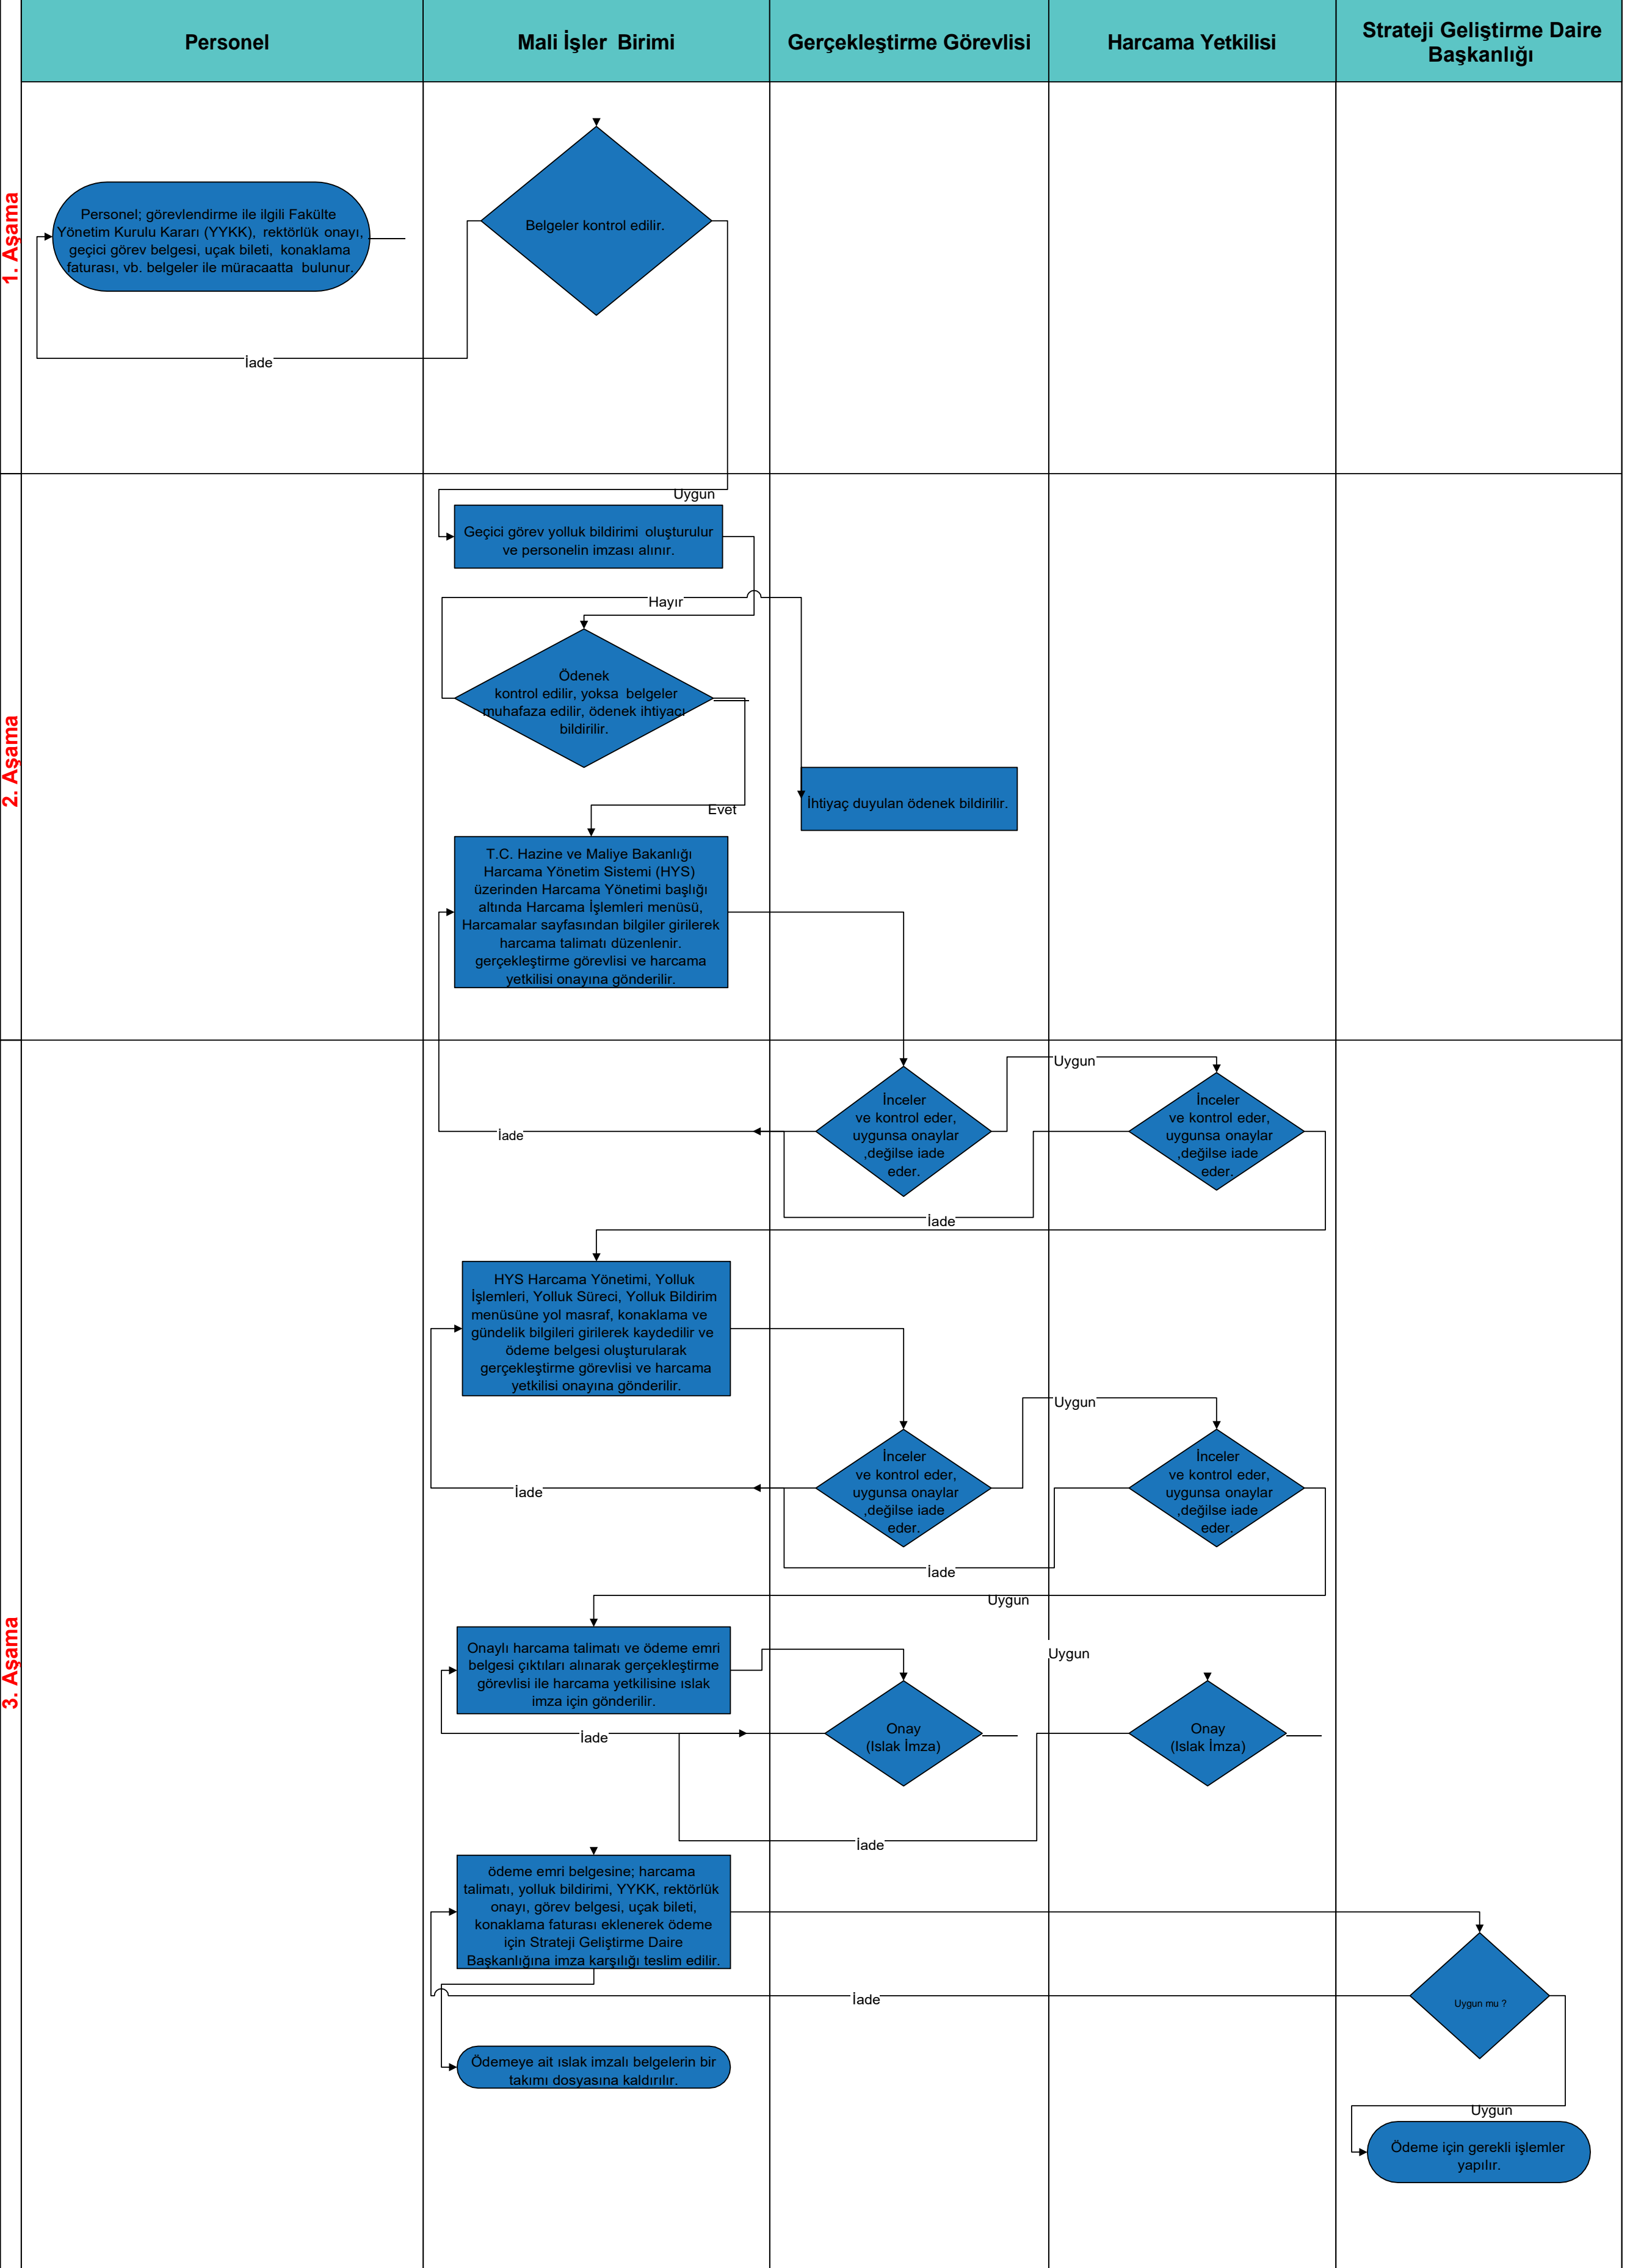 Personel
Mali İşler Birimi
Gerçekleştirme Görevlisi
Harcama Yetkilisi
Strateji Geliştirme Daire
Başkanlığı
1. Aşama
Personel; görevlendirme ile ilgili Fakülte
Yönetim Kurulu Kararı (YYKK), rektörlük onayı,
geçici görev belgesi, uçak bileti, konaklama
faturası, vb. belgeler ile müracaatta bulunur.
Belgeler kontrol edilir.
İade
2. Aşama
Uygun
Geçici görev yolluk bildirimi oluşturulur
ve personelin imzası alınır.
Hayır
Ödenek
kontrol edilir, yoksa belgeler
muhafaza edilir, ödenek ihtiyacı
bildirilir.
İhtiyaç duyulan ödenek bildirilir.
Evet
T.C. Hazine ve Maliye Bakanlığı
Harcama Yönetim Sistemi (HYS)
üzerinden Harcama Yönetimi başlığı
altında Harcama İşlemleri menüsü,
Harcamalar sayfasından bilgiler girilerek
harcama talimatı düzenlenir.
gerçekleştirme görevlisi ve harcama
yetkilisi onayına gönderilir.
3. Aşama
Uygun
İnceler
ve kontrol eder,
uygunsa onaylar
,değilse iade
eder.
İnceler
ve kontrol eder,
uygunsa onaylar
,değilse iade
eder.
İade
İade
HYS Harcama Yönetimi, Yolluk
İşlemleri, Yolluk Süreci, Yolluk Bildirim
menüsüne yol masraf, konaklama ve
gündelik bilgileri girilerek kaydedilir ve
ödeme belgesi oluşturularak
gerçekleştirme görevlisi ve harcama
yetkilisi onayına gönderilir.
Uygun
İnceler
ve kontrol eder,
uygunsa onaylar
,değilse iade
eder.
İnceler
ve kontrol eder,
uygunsa onaylar
,değilse iade
eder.
İade
İade
Uygun
Onaylı harcama talimatı ve ödeme emri
belgesi çıktıları alınarak gerçekleştirme
görevlisi ile harcama yetkilisine ıslak
imza için gönderilir.
Uygun
Onay
(Islak İmza)
Onay
(Islak İmza)
İade
İade
ödeme emri belgesine; harcama
talimatı, yolluk bildirimi, YYKK, rektörlük
onayı, görev belgesi, uçak bileti,
konaklama faturası eklenerek ödeme
için Strateji Geliştirme Daire
Başkanlığına imza karşılığı teslim edilir.
İade
Uygun mu ?
Ödemeye ait ıslak imzalı belgelerin bir
takımı dosyasına kaldırılır.
Uygun
Ödeme için gerekli işlemler
yapılır.